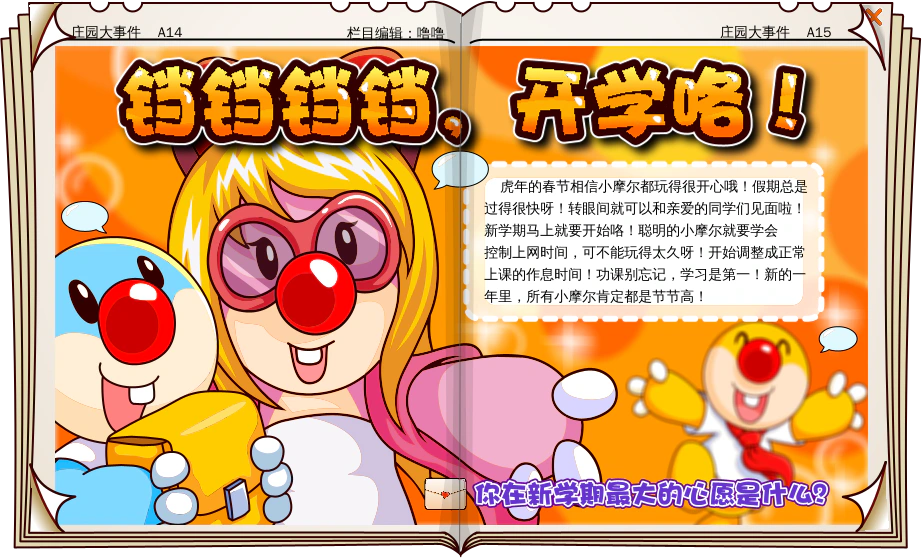 庄园大事件 A14
栏目编辑：噜噜
庄园大事件 A15
铛铛铛铛，开学咯！
虎年的春节相信小摩尔都玩得很开心哦！假期总是
过得很快呀！转眼间就可以和亲爱的同学们见面啦！
新学期马上就要开始咯！聪明的小摩尔就要学会
控制上网时间，可不能玩得太久呀！开始调整成正常
上课的作息时间！功课别忘记，学习是第一！新的一
年里，所有小摩尔肯定都是节节高！
你在新学期最大的心愿是什么？